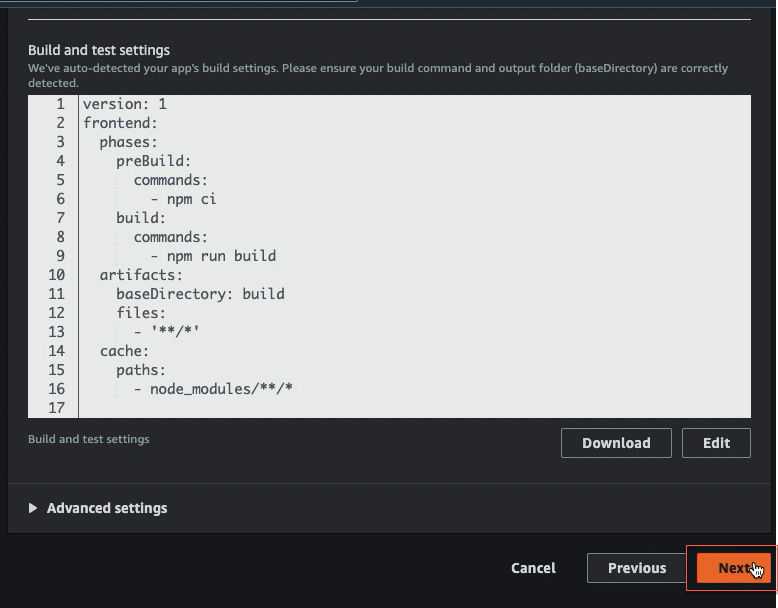 Build and test settings
We've auto-detected your app's build settings. Please ensure your build command and output folder (baseDirectory) are correctly
detected.
1 version: 1
2 frontend:
3   phases:
4     preBuild:
5       commands:
6         - npm ci
7     build:
8       commands:
9         - npm run build
10   artifacts:
11     baseDirectory: build
12     files:
13       - '**/*'
14   cache:
15     paths:
16       - node_modules/**/*
17
Build and test settings
Download
Edit
Advanced settings
Cancel
Previous
Next